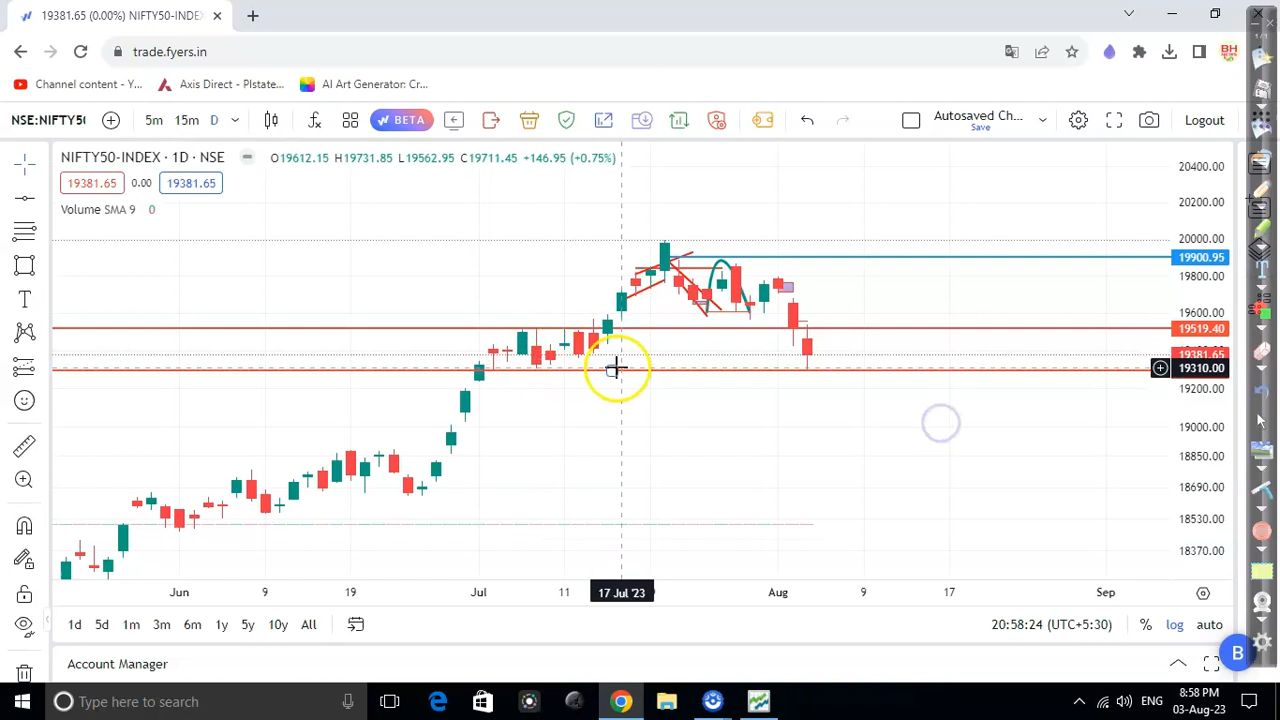 19381.65 (0.00%) NIFTY50-INDEX
trade.fyers.in
Channel content - Y...
Axis Direct - Plstate...
AI Art Generator: Cr...
NSE:NIFTY50
5m 15m D
BETA
Autosaved Ch...
Save
Logout
NIFTY50-INDEX · 1D · NSE
O19612.15 H19731.85 L19562.95 C19711.45 +146.95 (+0.75%)
19381.65 0.00 19381.65
Volume SMA 9 0
20400.00
20200.00
20000.00
19900.95
19800.00
19600.00
19519.40
19381.65
19310.00
19200.00
19000.00
18850.00
18690.00
18530.00
18370.00
Jun 9 19 Jul 11 17 Jul '23 Aug 9 17 Sep
1d 5d 1m 3m 6m 1y 5y 10y All
20:58:24 (UTC+5:30) % log auto
B
Account Manager
Type here to search
ENG
8:58 PM
03-Aug-23
1/1